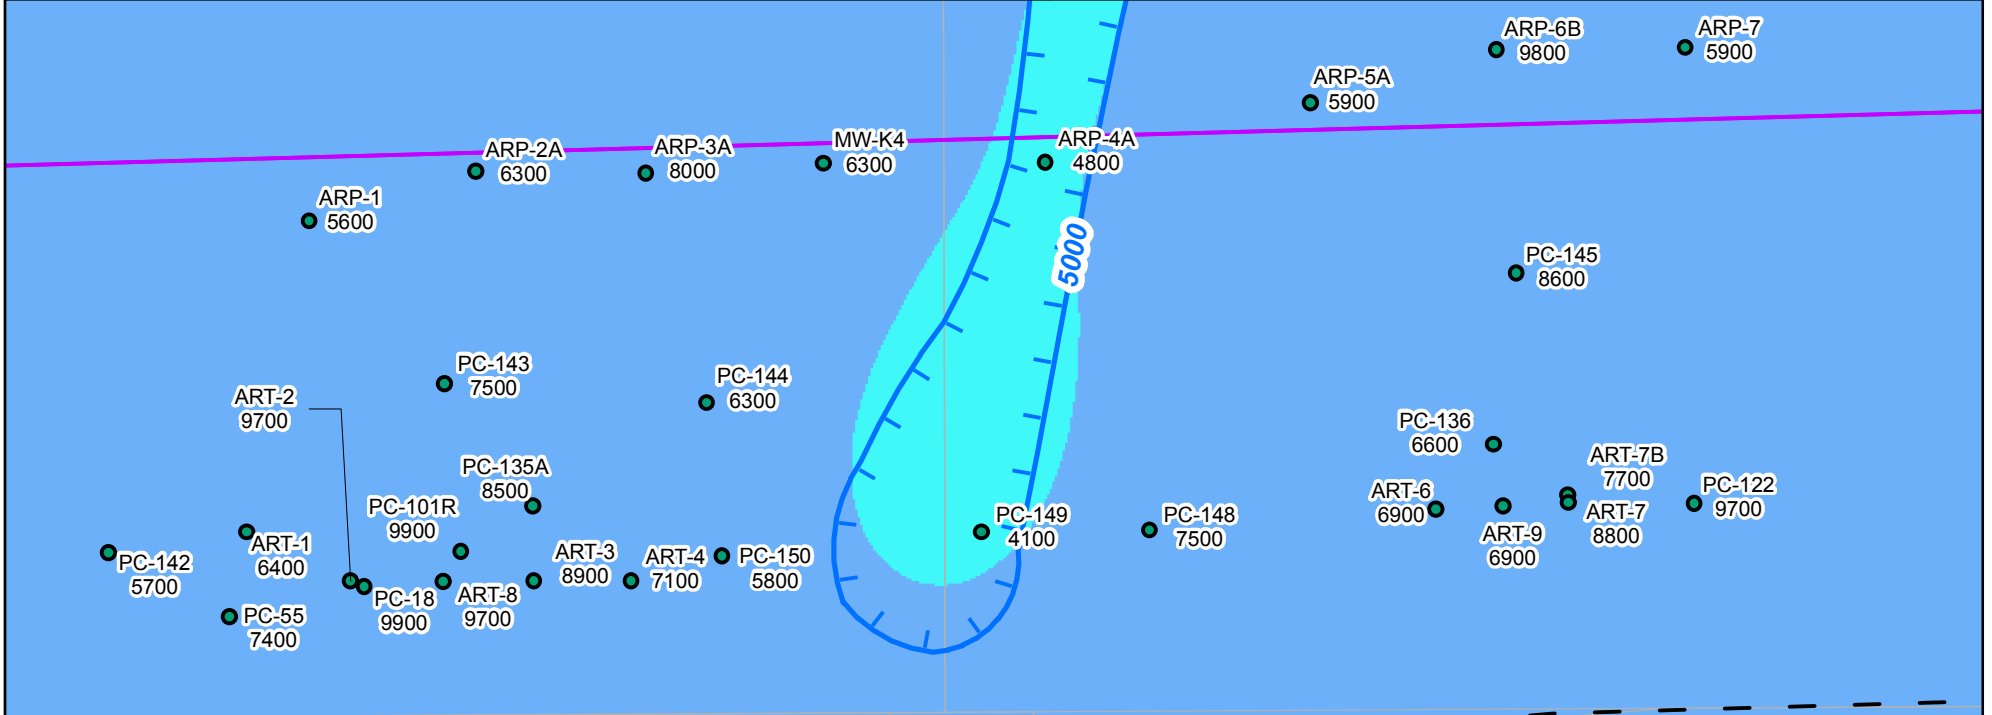 ARP-6B
9800
ARP-7
5900
ARP-5A
5900
ARP-2A
6300
ARP-3A
8000
MW-K4
6300
ARP-4A
4800
ARP-1
5600
5000
PC-145
8600
PC-143
7500
PC-144
6300
ART-2
9700
PC-136
6600
PC-135A
8500
ART-7B
7700
PC-101R
9900
ART-6
6900
PC-122
9700
PC-149
4100
PC-148
7500
ART-7
8800
ART-9
6900
ART-1
6400
PC-142
5700
ART-3
8900
ART-4
7100
PC-150
5800
PC-18
9900
ART-8
9700
PC-55
7400